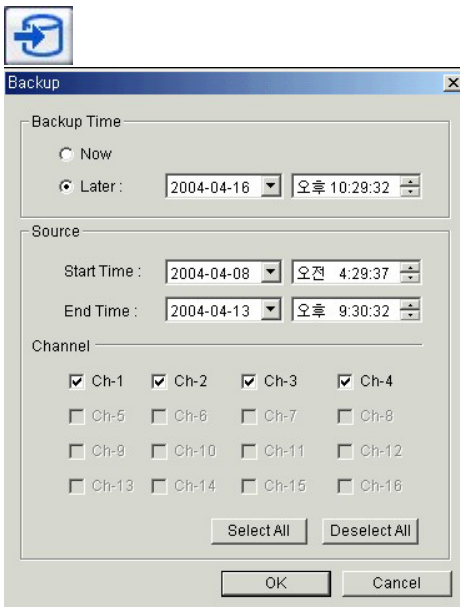 Backup
Backup Time
Now
Later : 2004-04-16 오후 10:29:32
Source
Start Time : 2004-04-08 오전 4:29:37
End Time : 2004-04-13 오후 9:30:32
Channel
Ch-1 Ch-2 Ch-3 Ch-4
Ch-5 Ch-6 Ch-7 Ch-8
Ch-9 Ch-10 Ch-11 Ch-12
Ch-13 Ch-14 Ch-15 Ch-16
Select All Deselect All
OK Cancel